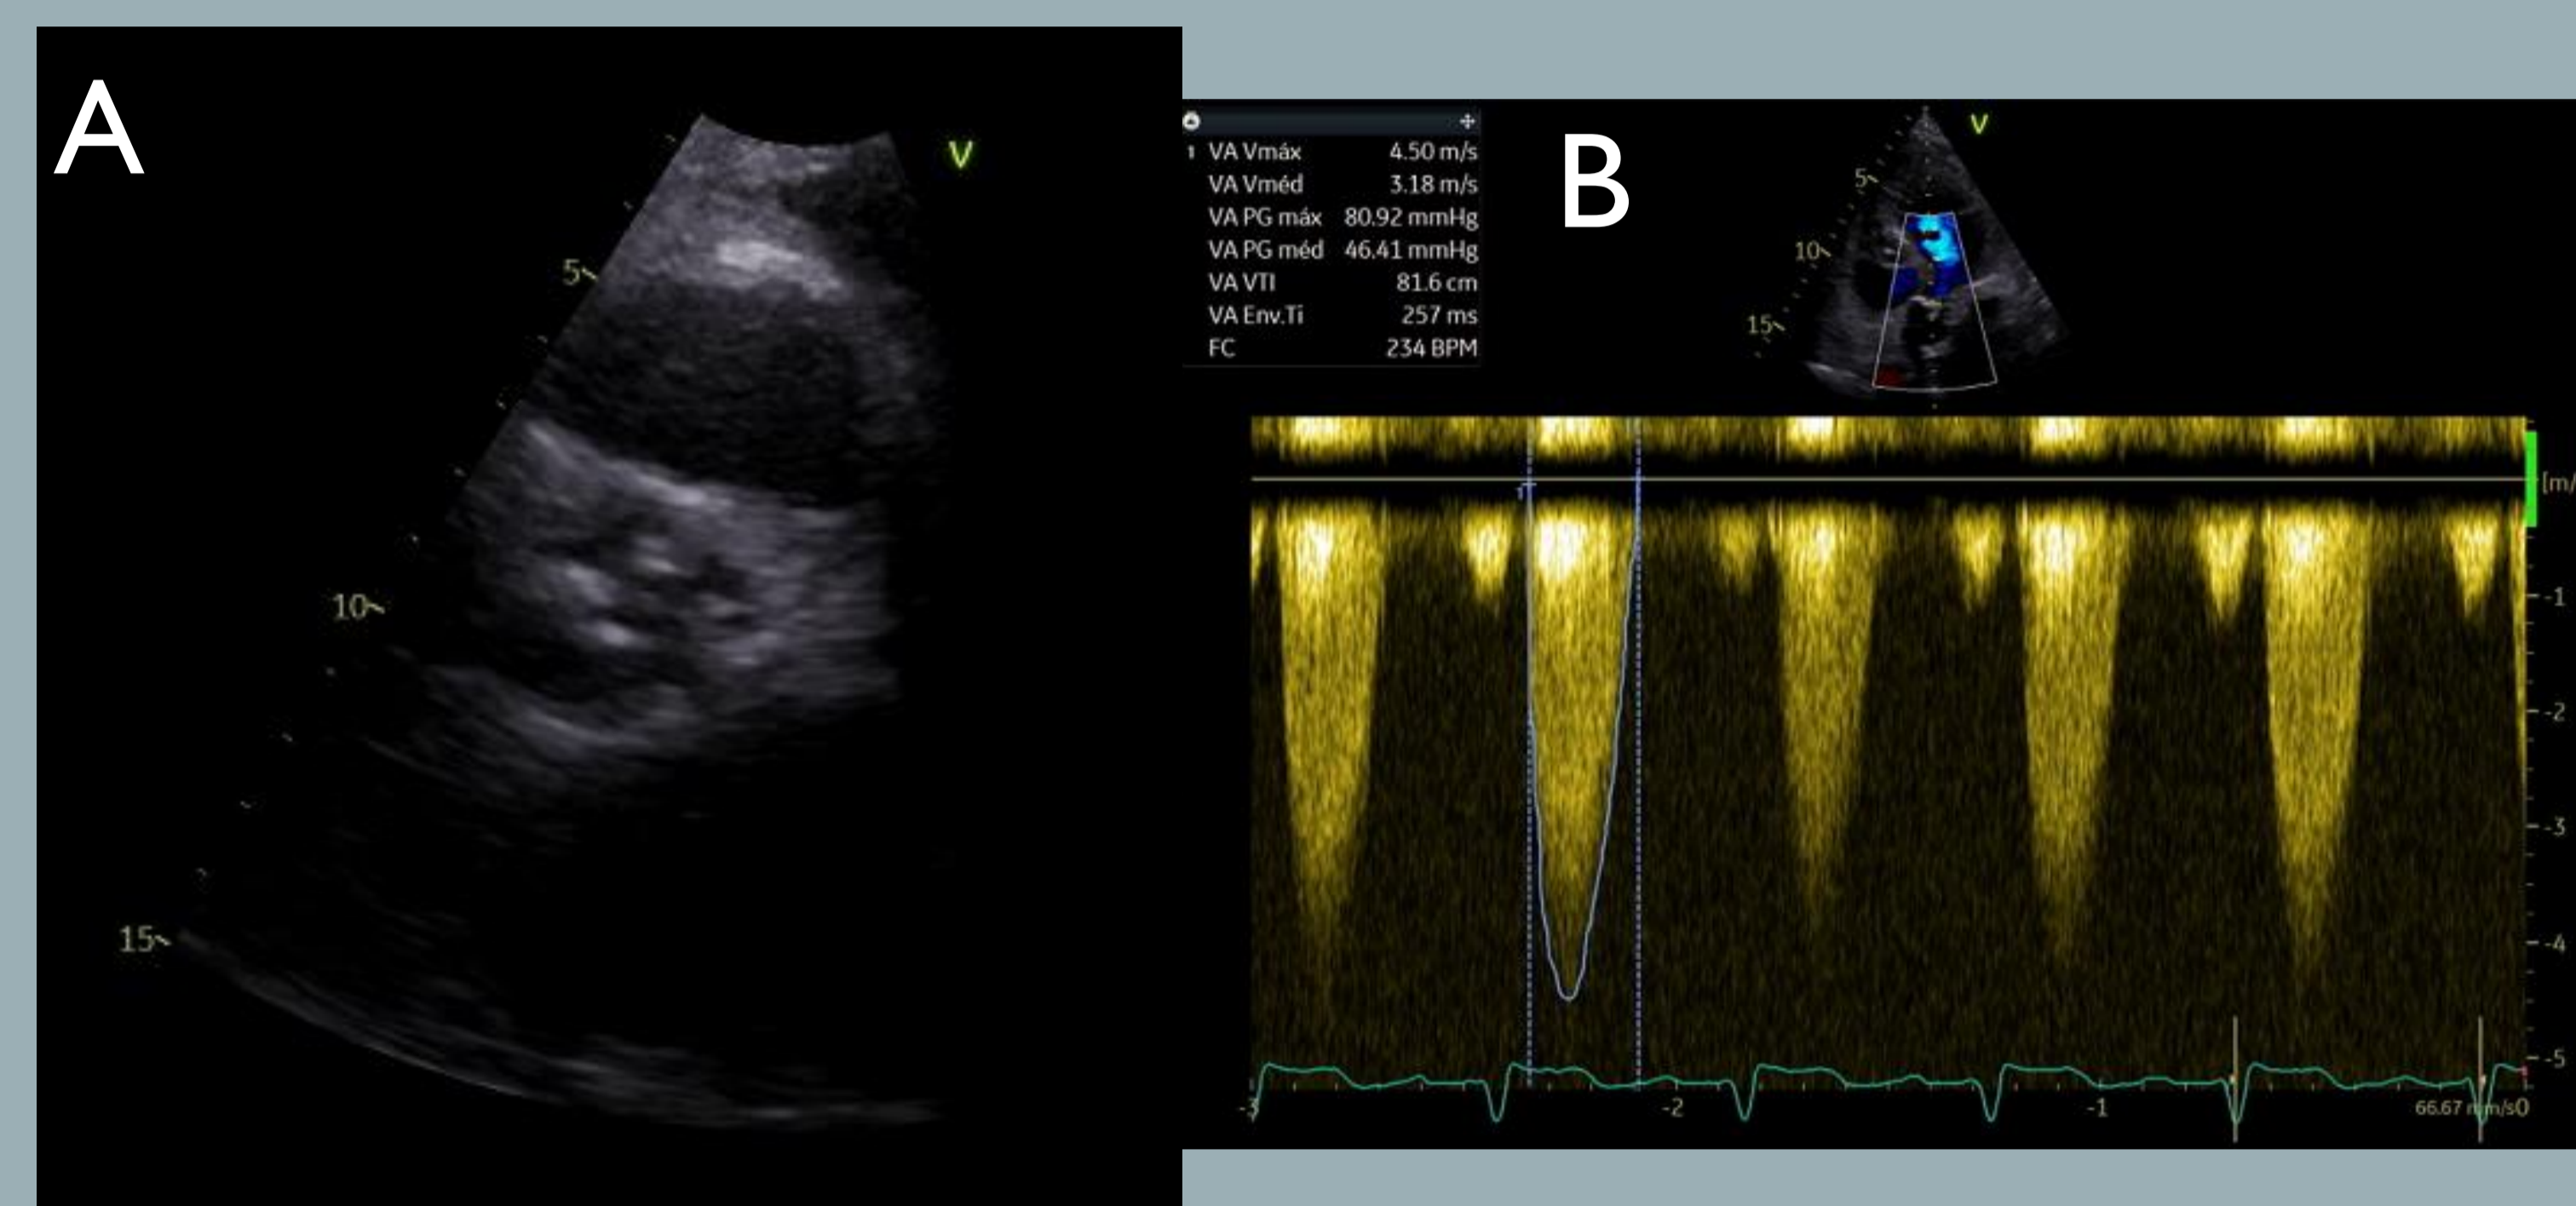 A
V
5
10
15
B
V
1 VA Vmáx 4.50 m/s
VA Vméd 3.18 m/s
VA PG máx 80.92 mmHg
VA PG méd 46.41 mmHg
VA VTI 81.6 cm
VA Env.Ti 257 ms
FC 234 BPM
5
10
15
1
[m/
-1
-2
-3
-4
-5
-3
-2
-1
66.67 mm/s
0